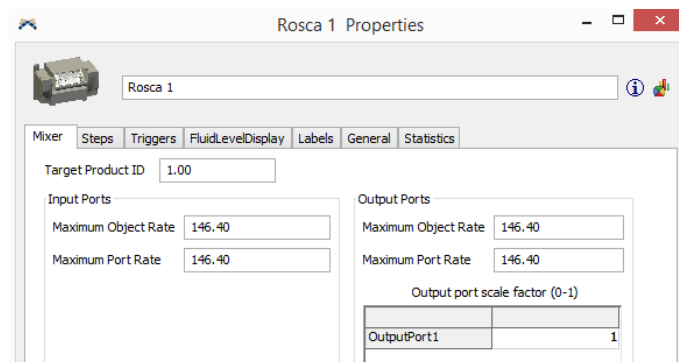 Rosca 1 Properties
Rosca 1
Mixer Steps Triggers FluidLevelDisplay Labels General Statistics
Target Product ID 1.00
Input Ports
Maximum Object Rate 146.40
Maximum Port Rate 146.40
Output Ports
Maximum Object Rate 146.40
Maximum Port Rate 146.40
Output port scale factor (0-1)
OutputPort1 1